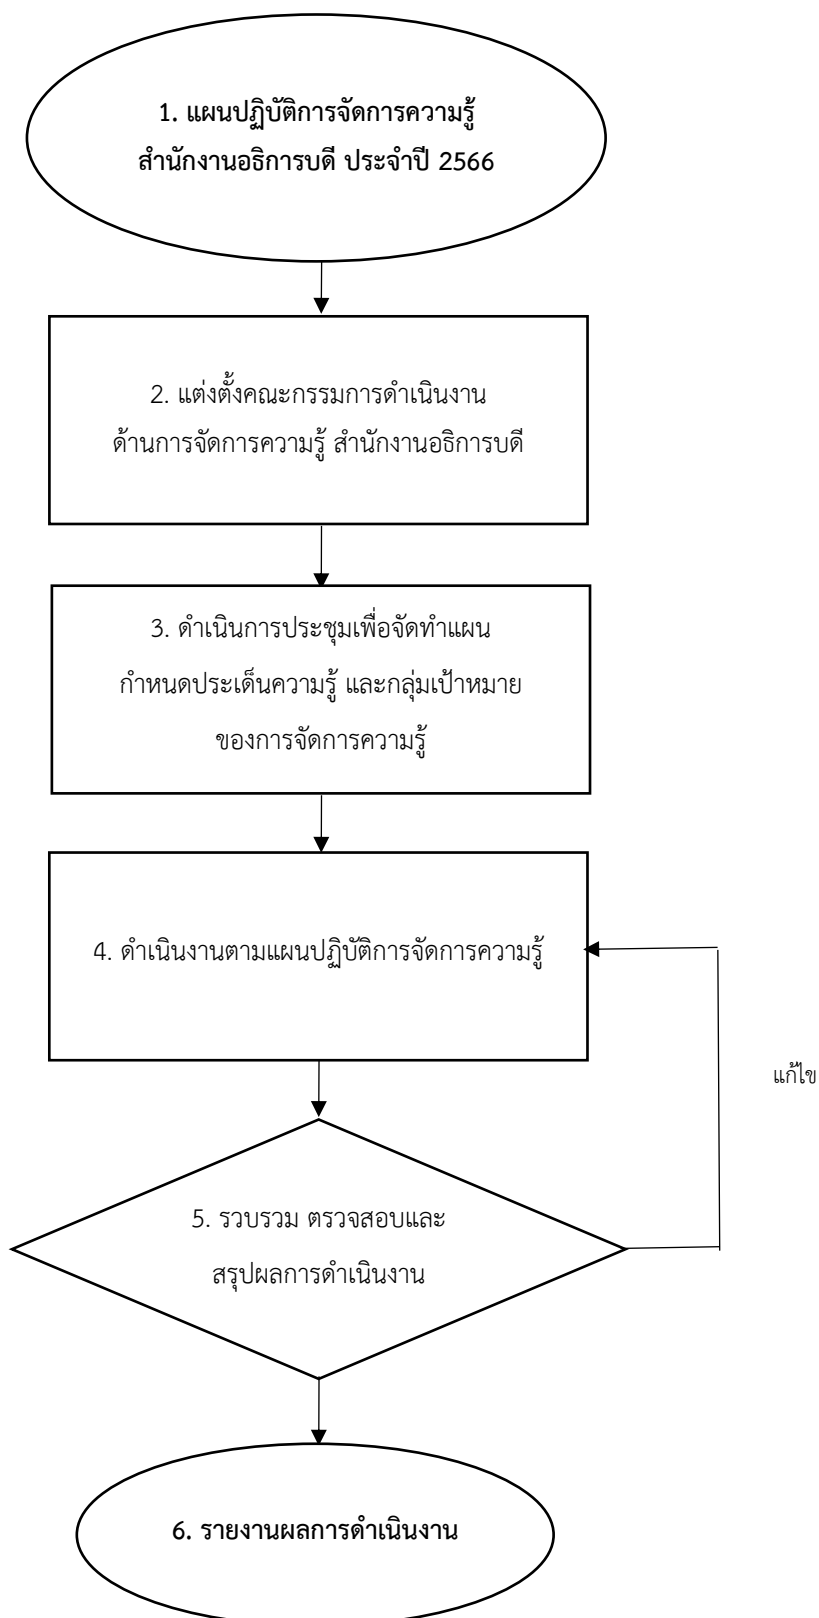 1. แผนปฏิบัติการจัดการความรู้
สำนักงานอธิการบดี ประจำปี 2566
2. แต่งตั้งคณะกรรมการดำเนินงาน
ด้านการจัดการความรู้ สำนักงานอธิการบดี
3. ดำเนินการประชุมเพื่อจัดทำแผน
กำหนดประเด็นความรู้ และกลุ่มเป้าหมาย
ของการจัดการความรู้
4. ดำเนินงานตามแผนปฏิบัติการจัดการความรู้
แก้ไข
5. รวบรวม ตรวจสอบและ
สรุปผลการดำเนินงาน
6. รายงานผลการดำเนินงาน